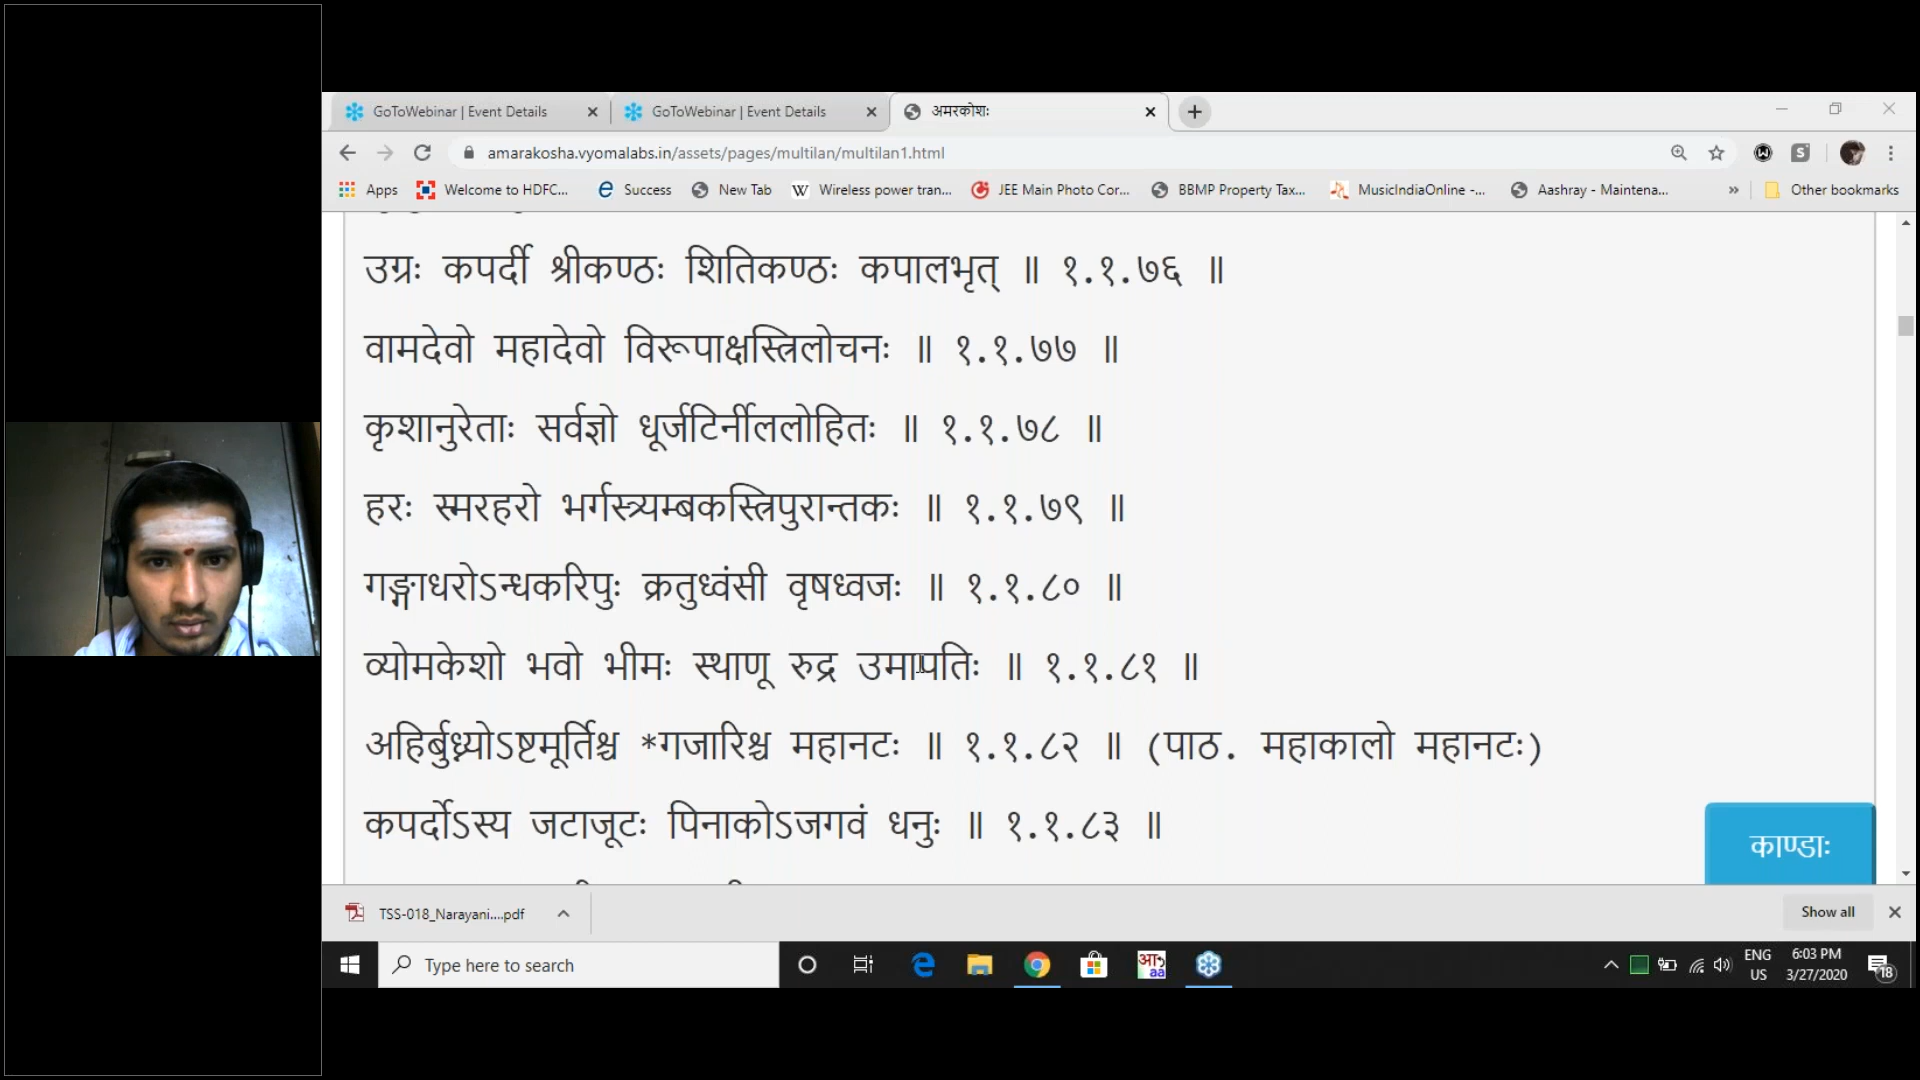 GoToWebinar | Event Details
GoToWebinar | Event Details
अमरकोशः
amarakosha.vyomalabs.in/assets/pages/multilan/multilan1.html
Apps
Welcome to HDFC...
Success
New Tab
Wireless power tran...
JEE Main Photo Cor...
BBMP Property Tax...
MusicIndiaOnline -...
Aashray - Maintena...
»
Other bookmarks
उग्रः कपर्दी श्रीकण्ठः शितिकण्ठः कपालभृत् ॥ १.१.७६ ॥
वामदेवो महादेवो विरूपाक्षस्त्रिलोचनः ॥ १.१.७७ ॥
कृशानुरेताः सर्वज्ञो धूर्जटिर्नीललोहितः ॥ १.१.७८ ॥
हरः स्मरहरो भर्गस्त्र्यम्बकस्त्रिपुरान्तकः ॥ १.१.७९ ॥
गङ्गाधरोऽन्धकरिपुः क्रतुध्वंसी वृषध्वजः ॥ १.१.८० ॥
व्योमकेशो भवो भीमः स्थाणू रुद्र उमापतिः ॥ १.१.८१ ॥
अहिर्बुध्न्योऽष्टमूर्तिश्च *गजारिश्च महानटः ॥ १.१.८२ ॥ (पाठ. महाकालो महानटः)
कपर्दोऽस्य जटाजूटः पिनाकोऽजगवं धनुः ॥ १.१.८३ ॥
काण्डाः
TSS-018_Narayani....pdf
Show all
Type here to search
ENG
US
6:03 PM
3/27/2020
18